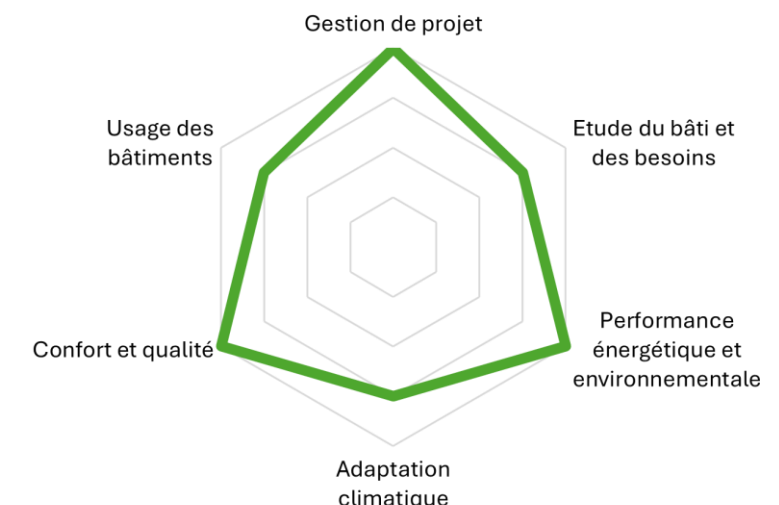 Gestion de projet
Etude du bâti et
des besoins
Performance
énergétique et
environnementale
Adaptation
climatique
Confort et qualité
Usage des
bâtiments